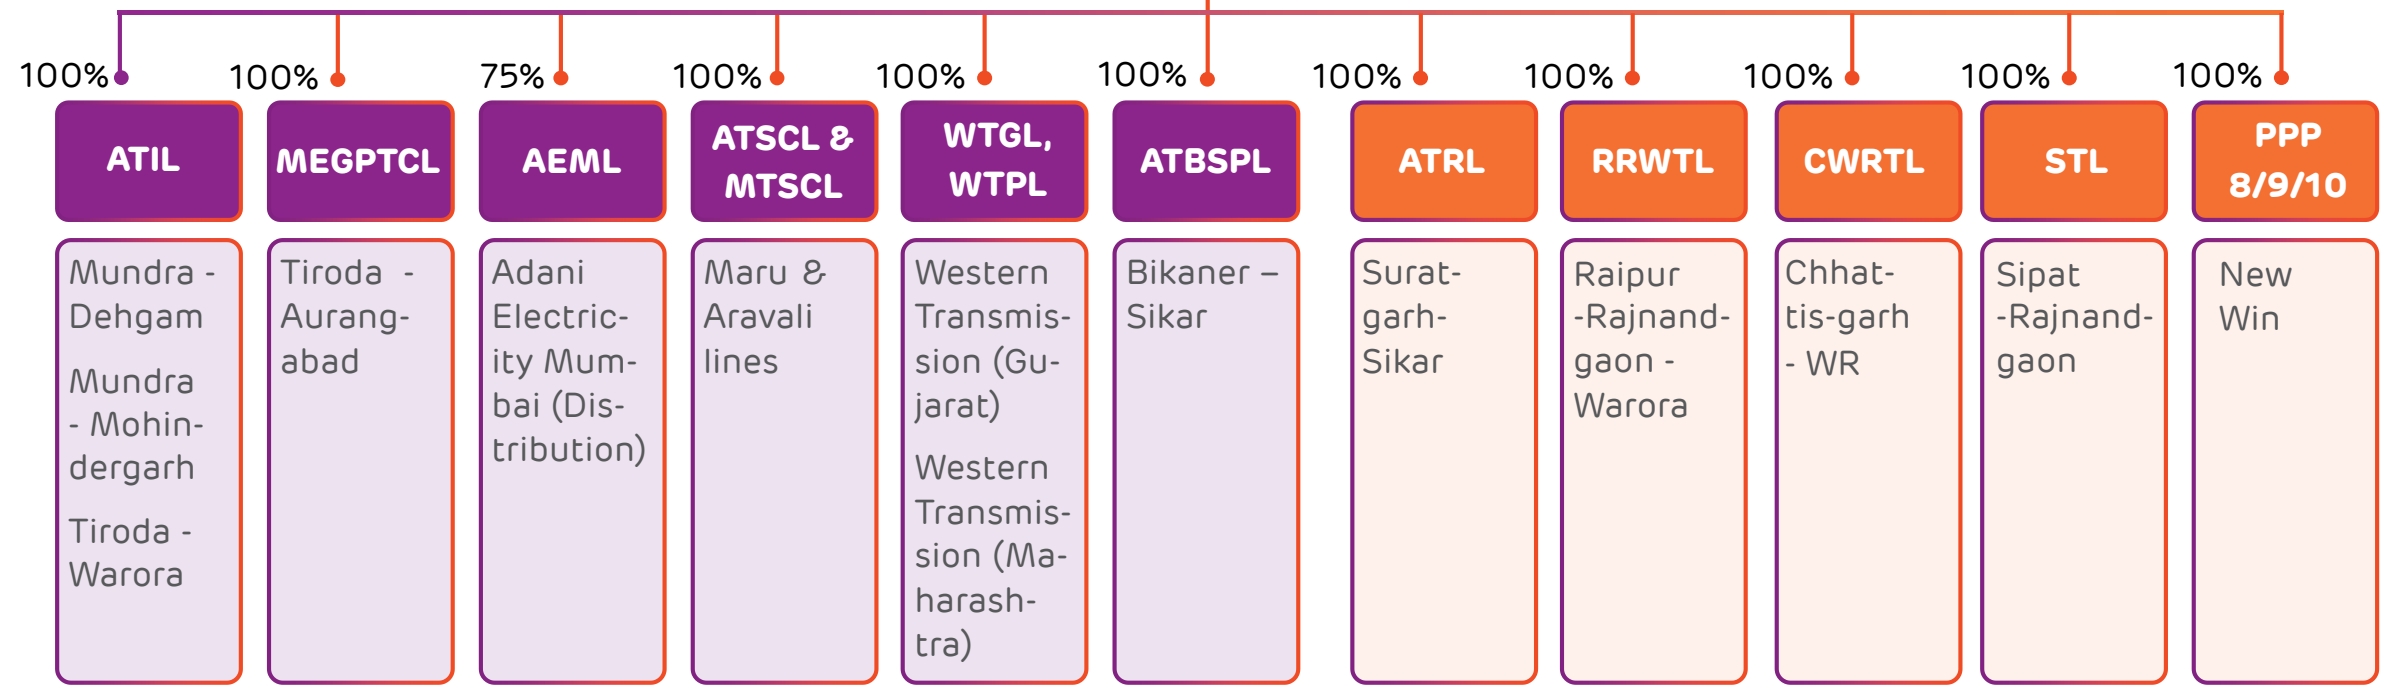 100%
ATIL
Mundra -
Dehgam
Mundra
- Mohin-
dergarh
Tiroda -
Warora
100%
MEGPTCL
Tiroda -
Aurang-
abad
75%
AEML
Adani
Electric-
ity Mum-
bai (Dis-
tribution)
100%
ATSCL &
MTSCL
Maru &
Aravali
lines
100%
WTGL,
WTPL
Western
Transmis-
sion (Gu-
jarat)
Western
Transmis-
sion (Ma-
harash-
tra)
100%
ATBSPL
Bikaner –
Sikar
100%
ATRL
Surat-
garh-
Sikar
100%
RRWTL
Raipur
-Rajnand-
gaon -
Warora
100%
CWRTL
Chhat-
tis-garh
- WR
100%
STL
Sipat
-Rajnand-
gaon
100%
PPP
8/9/10
New
Win